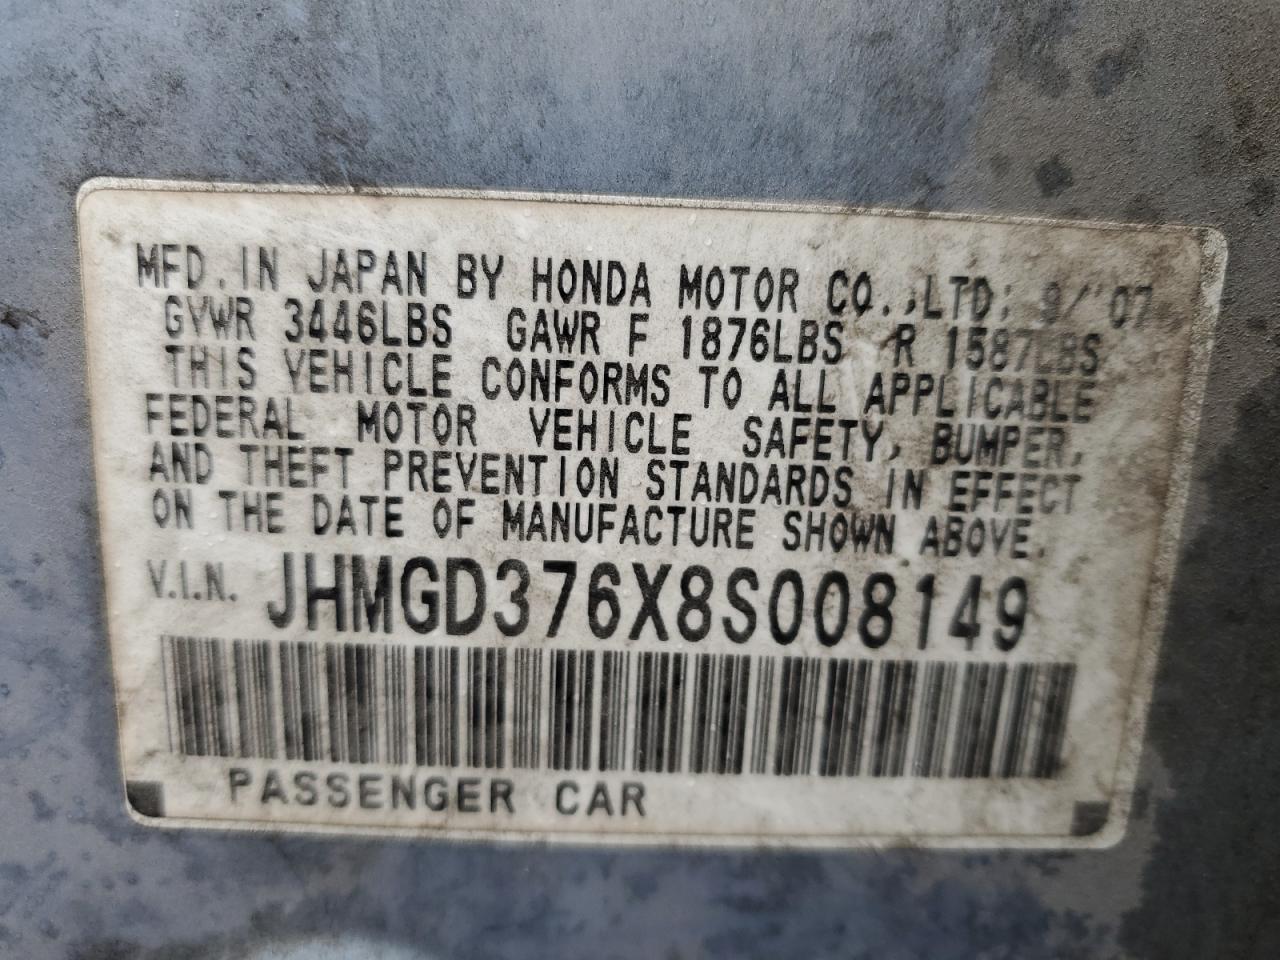 MFD. IN JAPAN BY HONDA MOTOR CO.,LTD; 9/'07
GVWR 3446LBS GAWR F 1876LBS R 1587LBS
THIS VEHICLE CONFORMS TO ALL APPLICABLE
FEDERAL MOTOR VEHICLE SAFETY, BUMPER,
AND THEFT PREVENTION STANDARDS IN EFFECT
ON THE DATE OF MANUFACTURE SHOWN ABOVE.
V.I.N. JHMGD376X8S008149
PASSENGER CAR